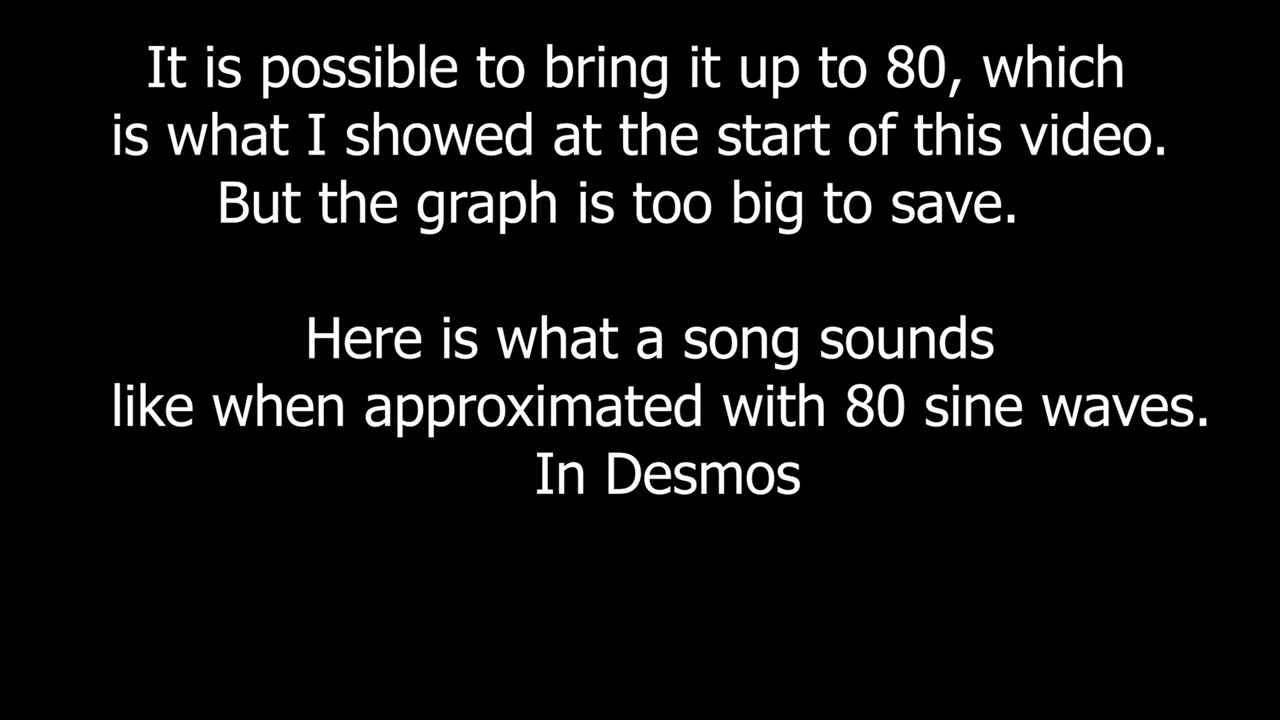 It is possible to bring it up to 80, which
is what I showed at the start of this video.
But the graph is too big to save.
Here is what a song sounds
like when approximated with 80 sine waves.
In Desmos